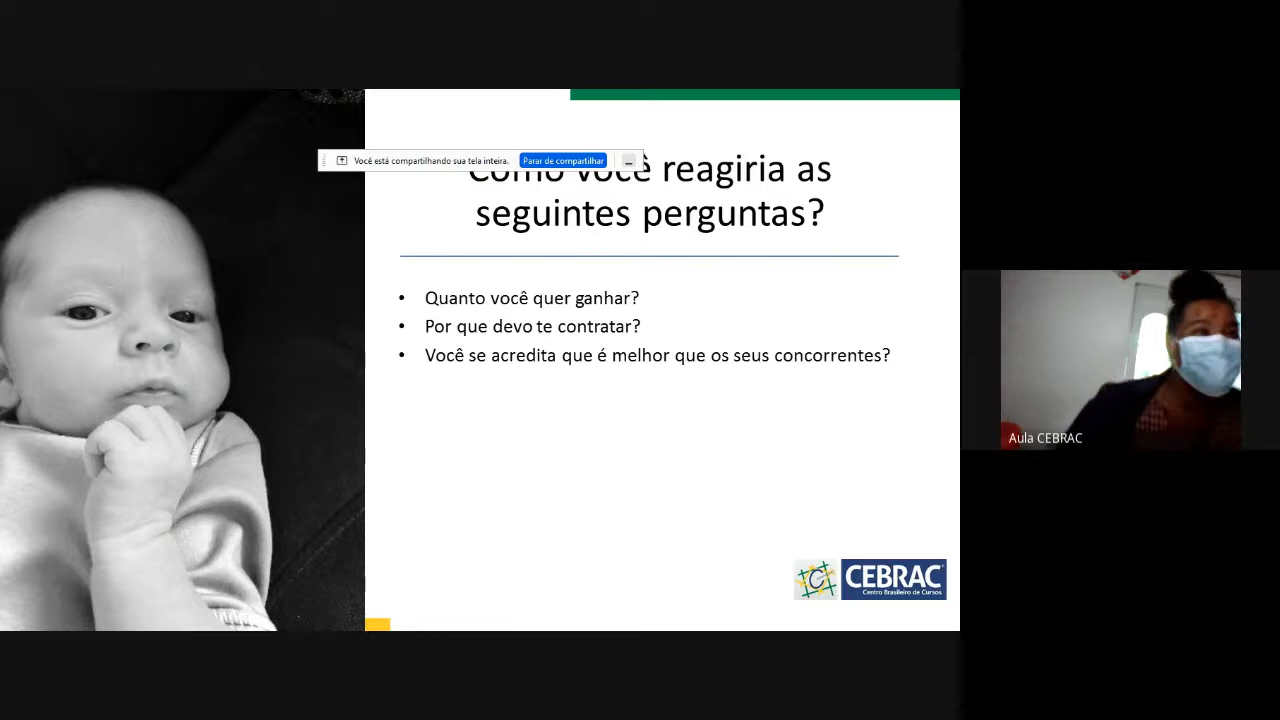 Você está compartilhando sua tela inteira. Parar de compartilhar
Como você reagiria as
seguintes perguntas?
• Quanto você quer ganhar?
• Por que devo te contratar?
• Você se acredita que é melhor que os seus concorrentes?
Aula CEBRAC
CEBRAC
Centro Brasileiro de Cursos